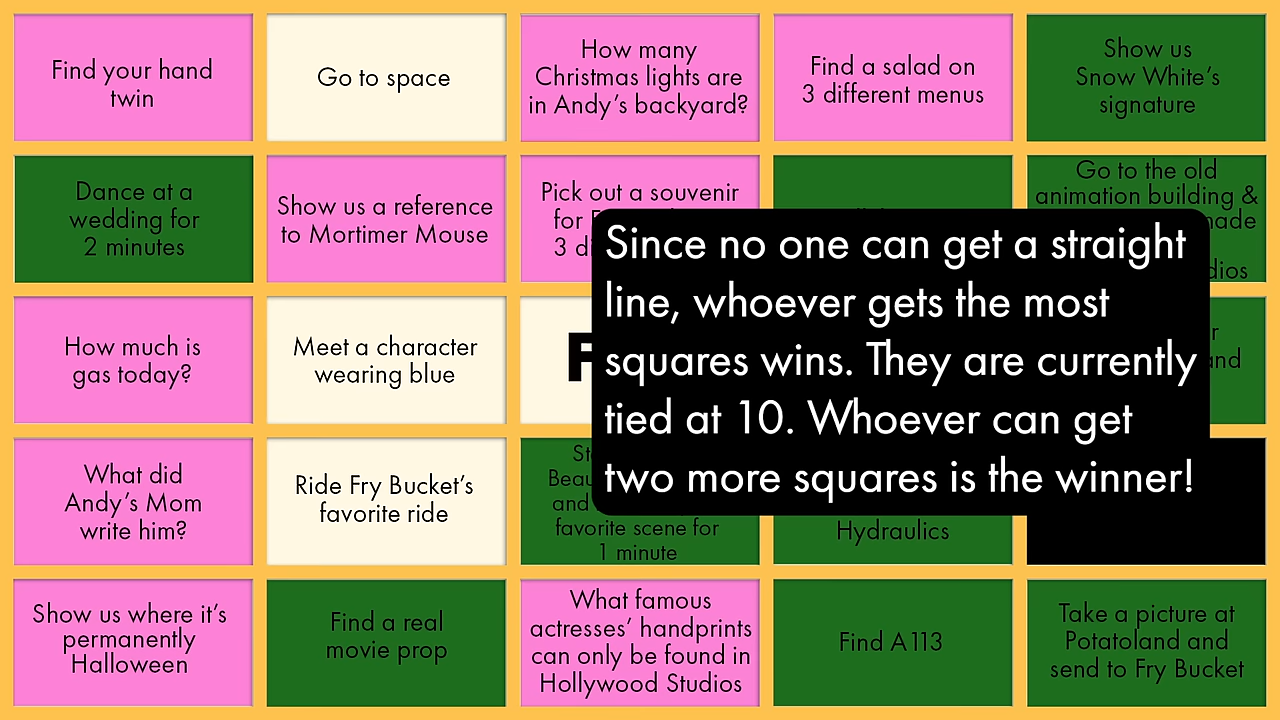 Find your hand
twin
Go to space
How many
Christmas lights are
in Andy's backyard?
Find a salad on
3 different menus
Show us
Snow White's
signature
Dance at a
wedding for
2 minutes
Show us a reference
to Mortimer Mouse
Pick out a souvenir
for
3
Go to the old
animation building &
How much is
gas today?
Meet a character
wearing blue
Since no one can get a straight
line, whoever gets the most
squares wins. They are currently
tied at 10. Whoever can get
two more squares is the winner!
What did
Andy's Mom
write him?
Ride Fry Bucket's
favorite ride
and
favorite scene for
1 minute
Hydraulics
Show us where it's
permanently
Halloween
Find a real
movie prop
What famous
actresses' handprints
can only be found in
Hollywood Studios
Find A113
Take a picture at
Potatoland and
send to Fry Bucket